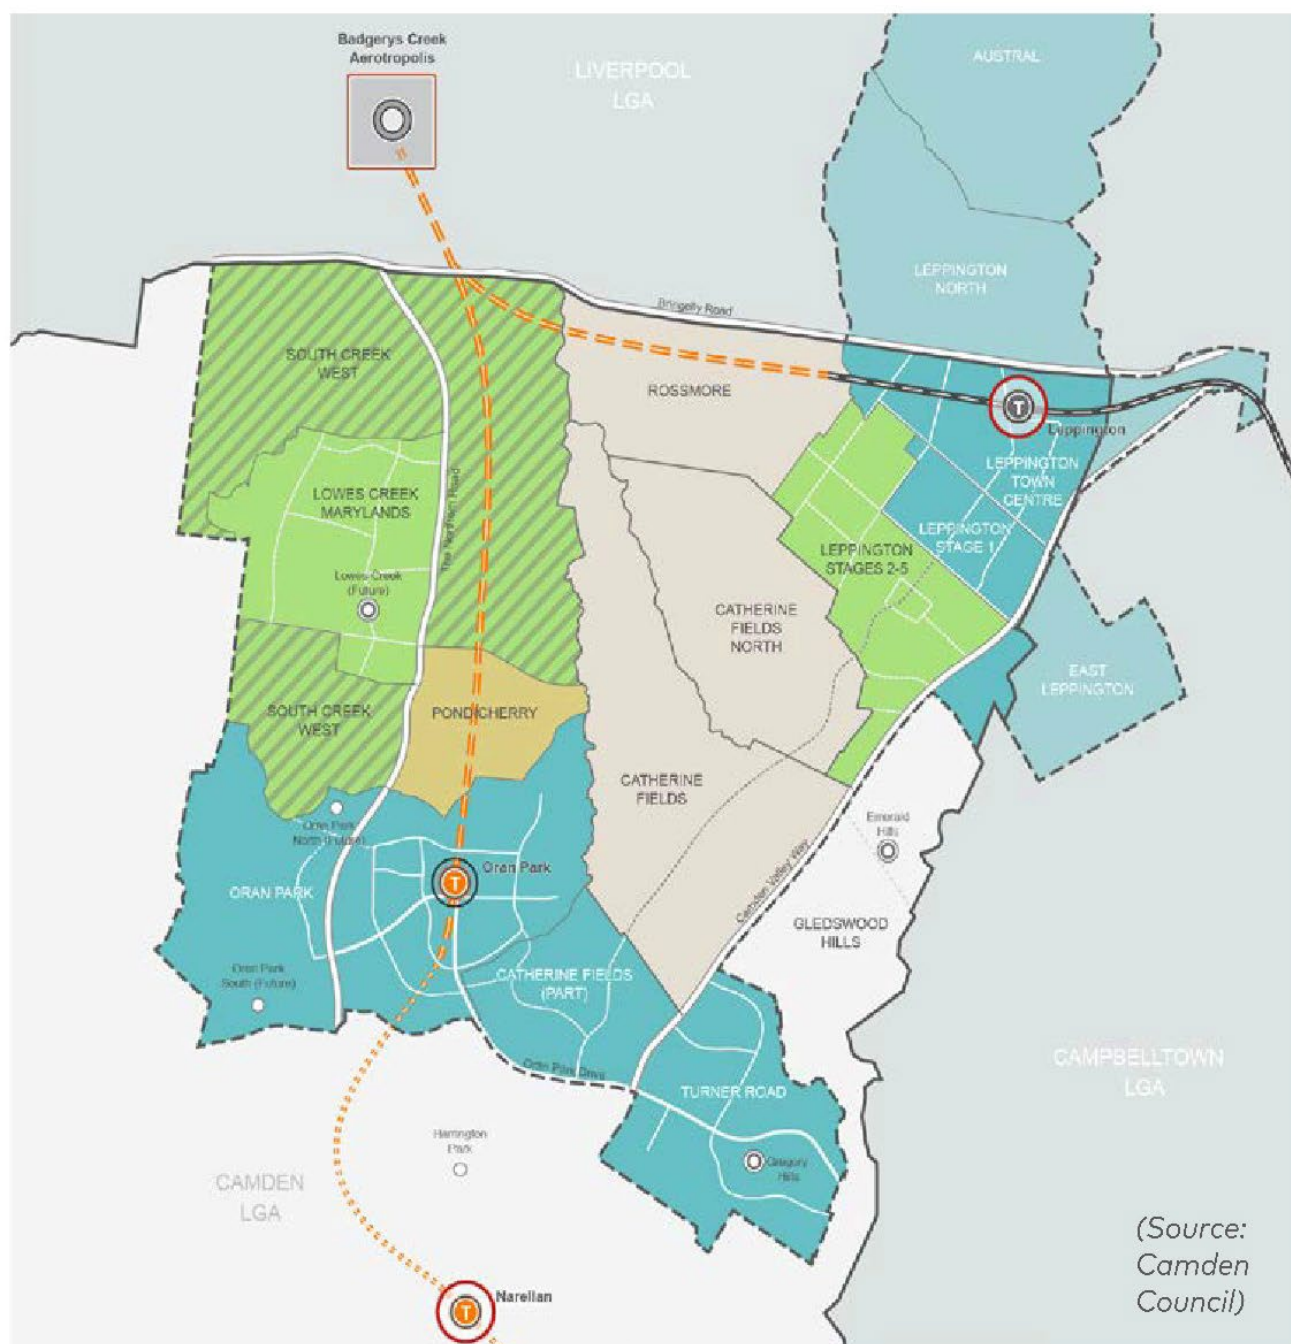 Badgerys Creek
Aerotropolis
LIVERPOOL
LGA
AUSTRAL
LEPPINGTON
NORTH
Bringelly Road
SOUTH CREEK
WEST
ROSSMORE
Leppington
LEPPINGTON
TOWN
CENTRE
LOWES CREEK
MARYLANDS
The Northern Road
LEPPINGTON
STAGE 1
LEPPINGTON
STAGES 2-5
Lowes Creek
(Future)
CATHERINE
FIELDS
NORTH
EAST
LEPPINGTON
SOUTH CREEK
WEST
PONDICHERRY
CATHERINE
FIELDS
Oran Park
North (Future)
Emerald
Hills
Camden Valley Way
Oran Park
ORAN PARK
GLEDSWOOD
HILLS
Oran Park
South (Future)
CATHERINE FIELDS
(PART)
Oran Park Drive
CAMPBELLTOWN
LGA
TURNER ROAD
Harrington
Park
Gregory
Hills
CAMDEN
LGA
Narellan
T
T
T
(Source:
Camden
Council)